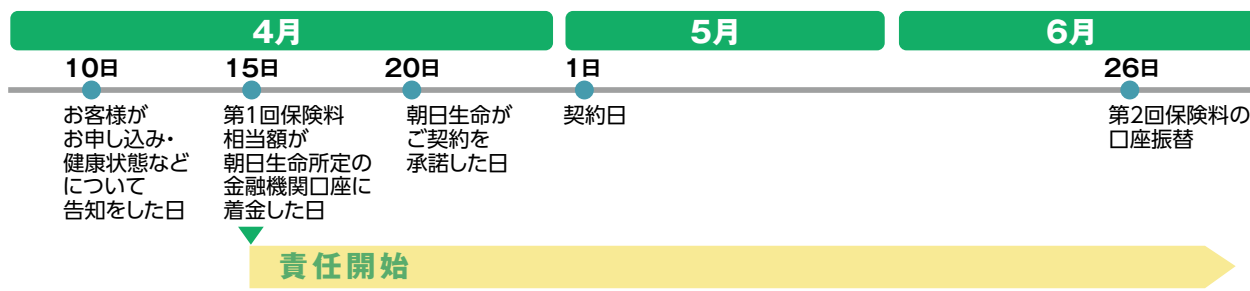 4月
5月
6月
10日
15日
20日
1日
26日
お客様が
お申し込み・
健康状態など
について
告知をした日
第1回保険料
相当額が
朝日生命所定の
金融機関口座に
着金した日
朝日生命が
ご契約を
承諾した日
契約日
第2回保険料の
口座振替
責任開始